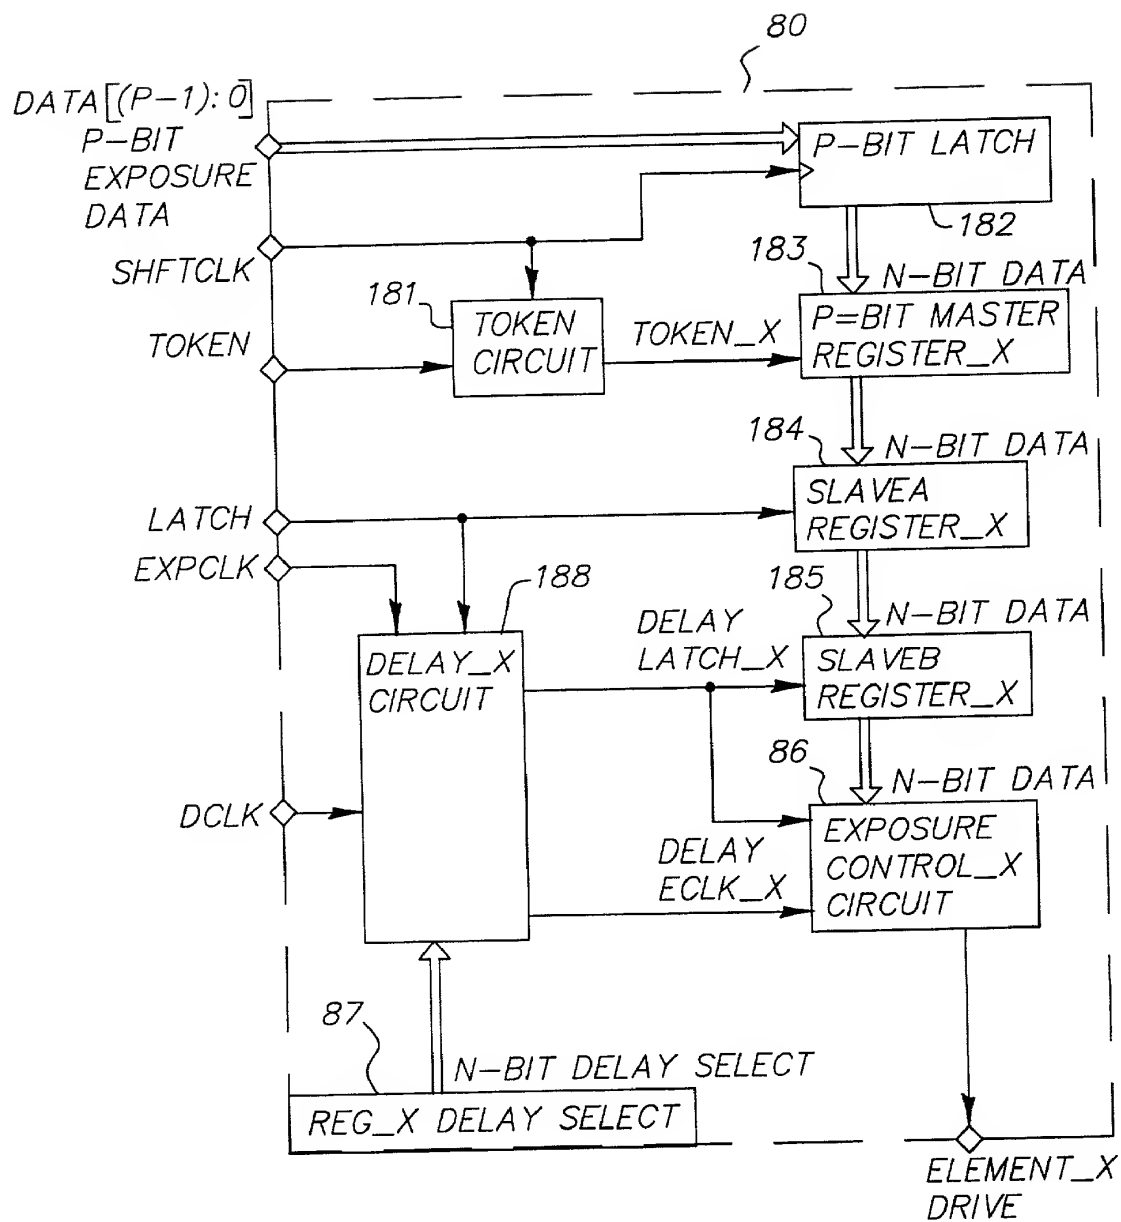 80
DATA[(P-1):0]
P-BIT
EXPOSURE
DATA
P-BIT LATCH
182
SHFTCLK
183
N-BIT DATA
181
TOKEN
CIRCUIT
TOKEN_X
P=BIT MASTER
REGISTER_X
TOKEN
184
N-BIT DATA
SLAVEA
REGISTER_X
LATCH
EXPCLK
188
185
N-BIT DATA
DELAY
LATCH_X
SLAVEB
REGISTER_X
DELAY_X
CIRCUIT
86
N-BIT DATA
DCLK
EXPOSURE
CONTROL_X
CIRCUIT
DELAY
ECLK_X
87
N-BIT DELAY SELECT
REG_X DELAY SELECT
ELEMENT_X
DRIVE